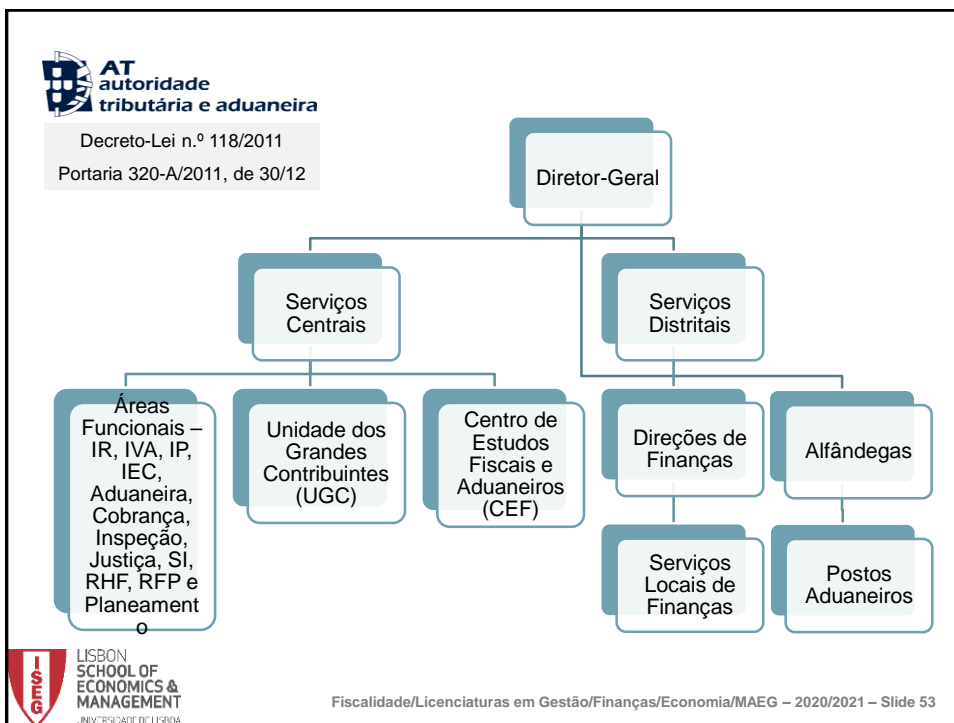 AT
autoridade
tributária e aduaneira
Decreto-Lei n.º 118/2011
Portaria 320-A/2011, de 30/12
Diretor-Geral
Serviços
Centrais
Serviços
Distritais
Áreas
Funcionais –
IR, IVA, IP,
IEC,
Aduaneira,
Cobrança,
Inspeção,
Justiça, SI,
RHF, RFP e
Planeament
o
Unidade dos
Grandes
Contribuintes
(UGC)
Centro de
Estudos
Fiscais e
Aduaneiros
(CEF)
Direções de
Finanças
Alfândegas
Serviços
Locais de
Finanças
Postos
Aduaneiros
ISEG
LISBON
SCHOOL OF
ECONOMICS &
MANAGEMENT
UNIVERSIDADE DE LISBOA
Fiscalidade/Licenciaturas em Gestão/Finanças/Economia/MAEG – 2020/2021 – Slide 53